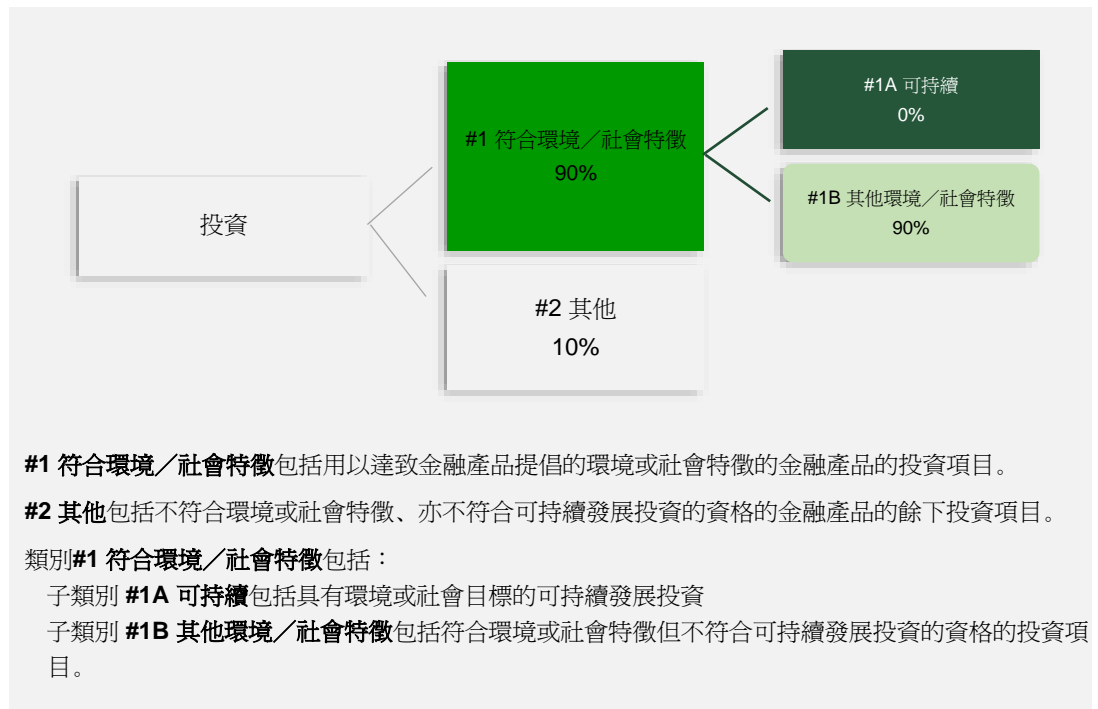 #1A 可持續
0%
#1 符合環境／社會特徵
90%
#1B 其他環境／社會特徵
90%
投資
#2 其他
10%
#1 符合環境／社會特徵包括用以達致金融產品提倡的環境或社會特徵的金融產品的投資項目。
#2 其他包括不符合環境或社會特徵、亦不符合可持續發展投資的資格的金融產品的餘下投資項目。
類別#1 符合環境／社會特徵包括：
子類別 #1A 可持續包括具有環境或社會目標的可持續發展投資
子類別 #1B 其他環境／社會特徵包括符合環境或社會特徵但不符合可持續發展投資的資格的投資項
目。